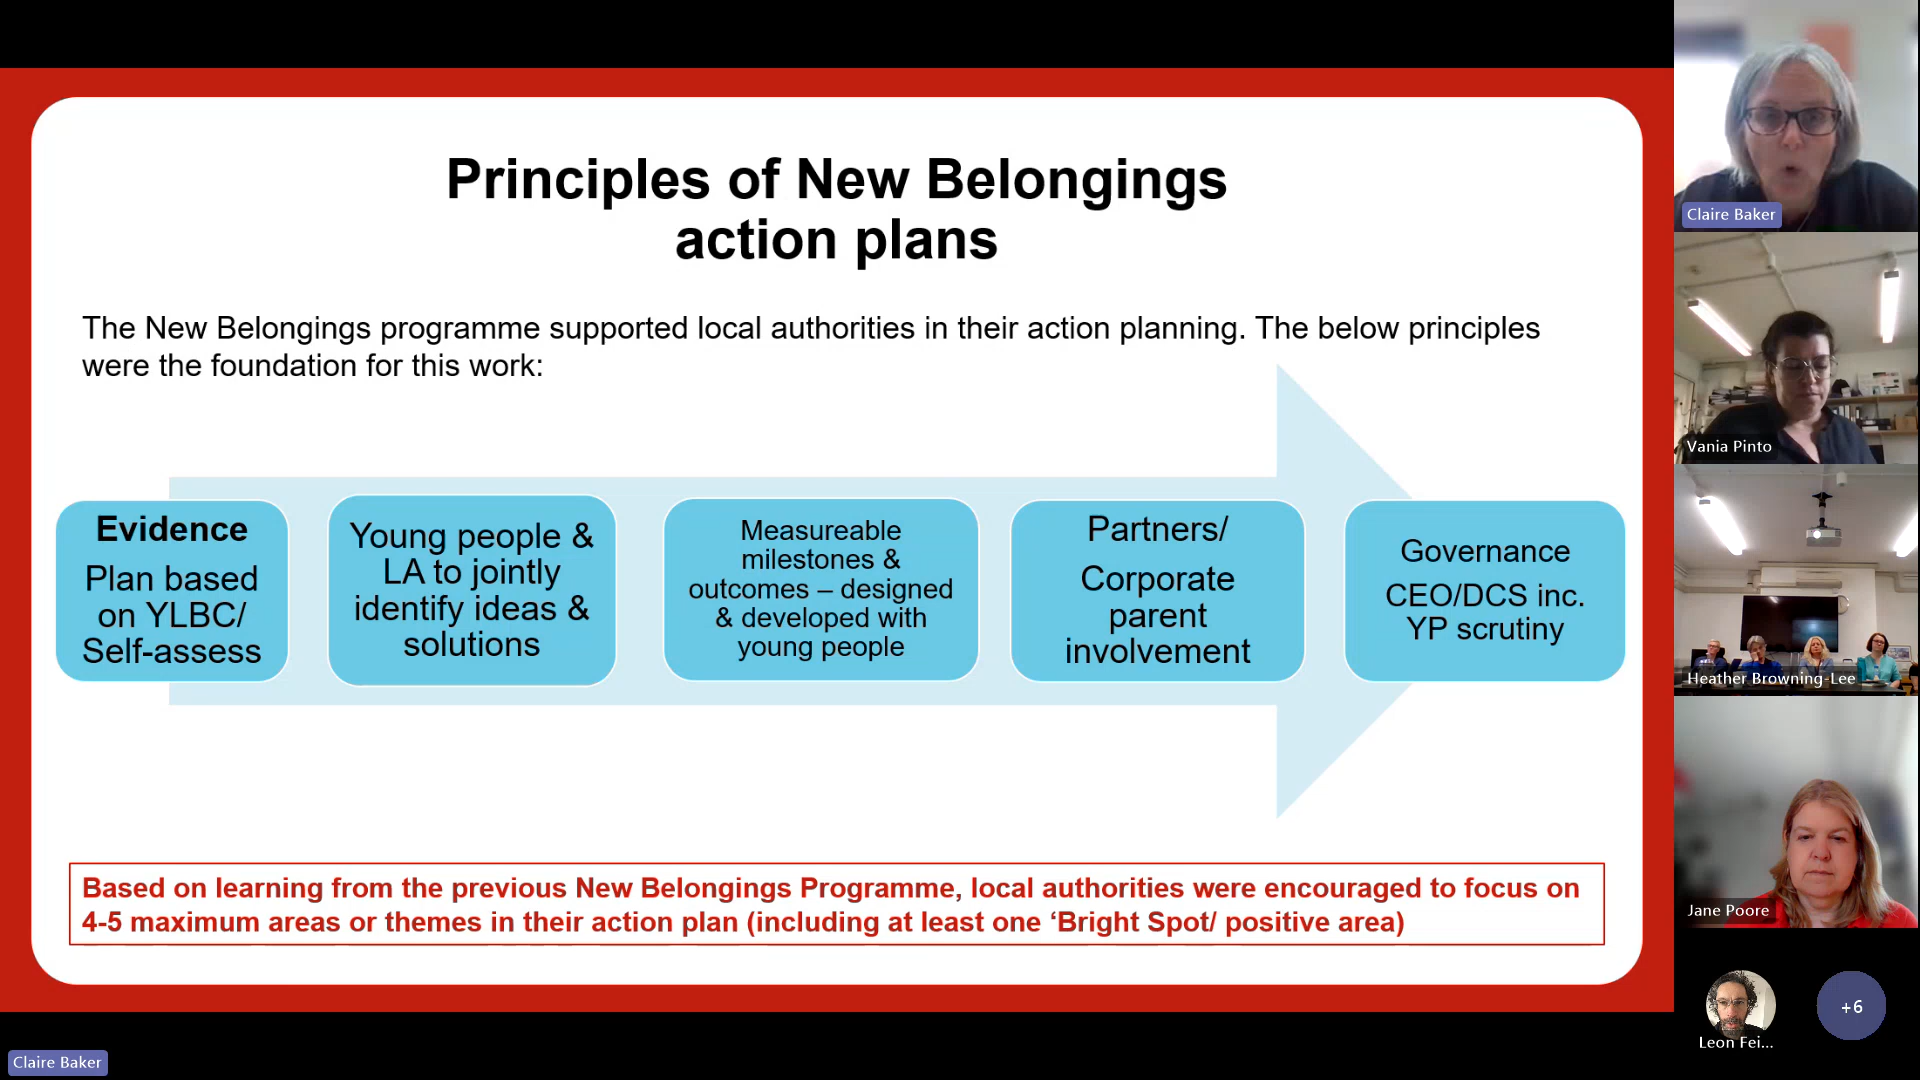 Principles of New Belongings
action plans
The New Belongings programme supported local authorities in their action planning. The below principles
were the foundation for this work:
Evidence
Plan based
on YLBC/
Self-assess
Young people &
LA to jointly
identify ideas &
solutions
Measureable
milestones &
outcomes – designed
& developed with
young people
Partners/
Corporate
parent
involvement
Governance
CEO/DCS inc.
YP scrutiny
Based on learning from the previous New Belongings Programme, local authorities were encouraged to focus on
4-5 maximum areas or themes in their action plan (including at least one ‘Bright Spot/ positive area)
Claire Baker
Vania Pinto
Heather Browning-Lee
Jane Poore
Leon Fei...
+6
Claire Baker